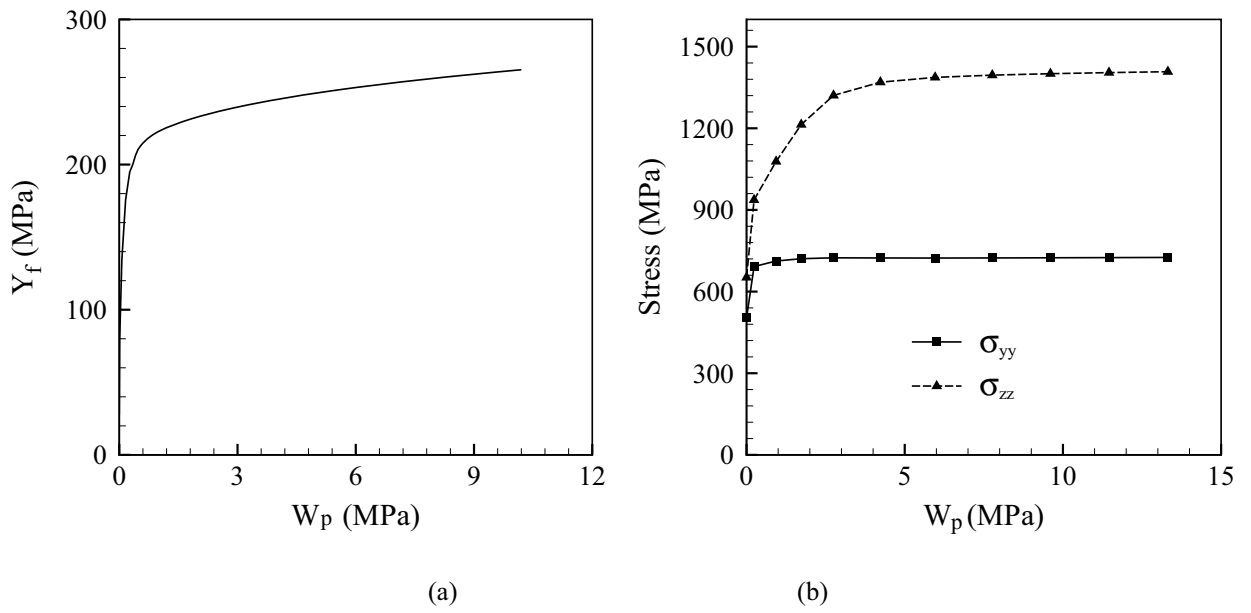 300
200
100
0
Y_f (MPa)
0 3 6 9 12
W_p (MPa)
(a)
1500
1200
900
600
300
0
Stress (MPa)
σ_yy
σ_zz
0 5 10 15
W_p (MPa)
(b)